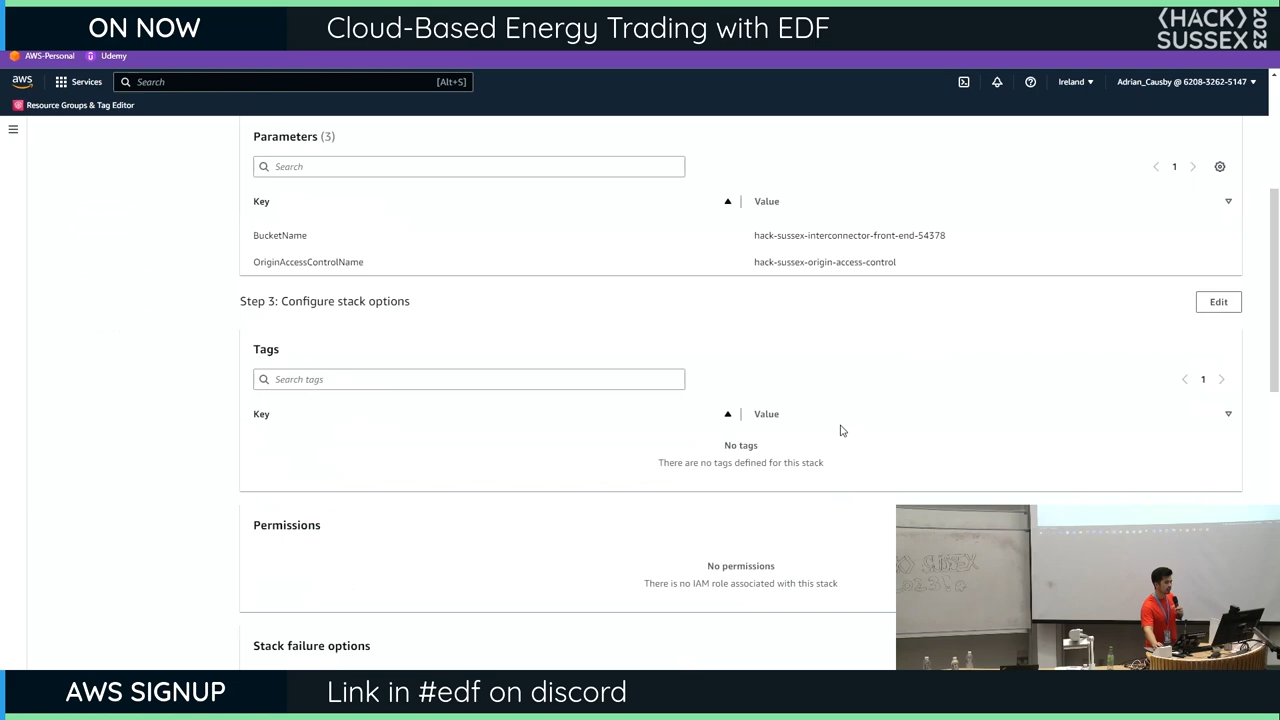 ON NOW
Cloud-Based Energy Trading with EDF
⟨HACK⟩
SUSSEX
2023
AWS-Personal
Udemy
aws
Services
Search
[Alt+S]
Ireland
Adrian_Causby @ 6208-3262-5147
Resource Groups & Tag Editor
Parameters (3)
Search
1
Key
Value
BucketName
hack-sussex-interconnector-front-end-54378
OriginAccessControlName
hack-sussex-origin-access-control
Step 3: Configure stack options
Edit
Tags
Search tags
1
Key
Value
No tags
There are no tags defined for this stack
Permissions
No permissions
There is no IAM role associated with this stack
Stack failure options
SUSSEX
AWS SIGNUP
Link in #edf on discord